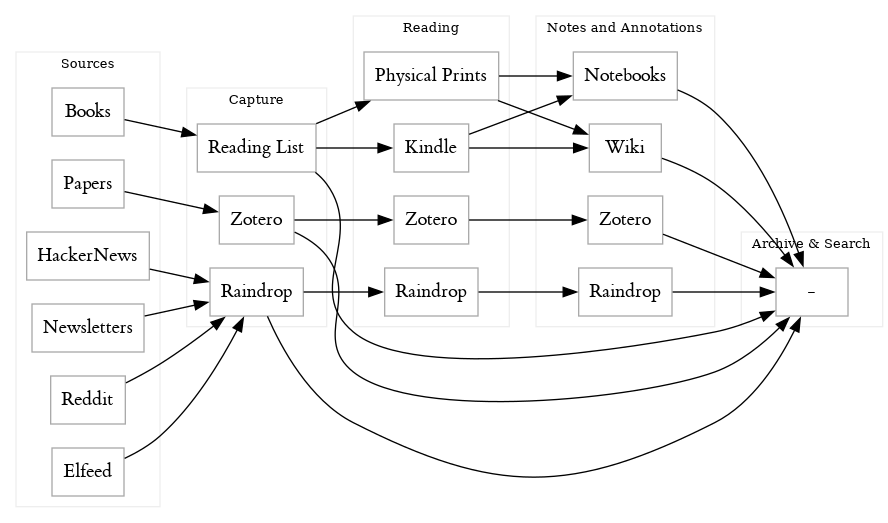 Sources
Books
Papers
HackerNews
Newsletters
Reddit
Elfeed
Capture
Reading List
Zotero
Raindrop
Reading
Physical Prints
Kindle
Zotero
Raindrop
Notes and Annotations
Notebooks
Wiki
Zotero
Raindrop
Archive & Search
–